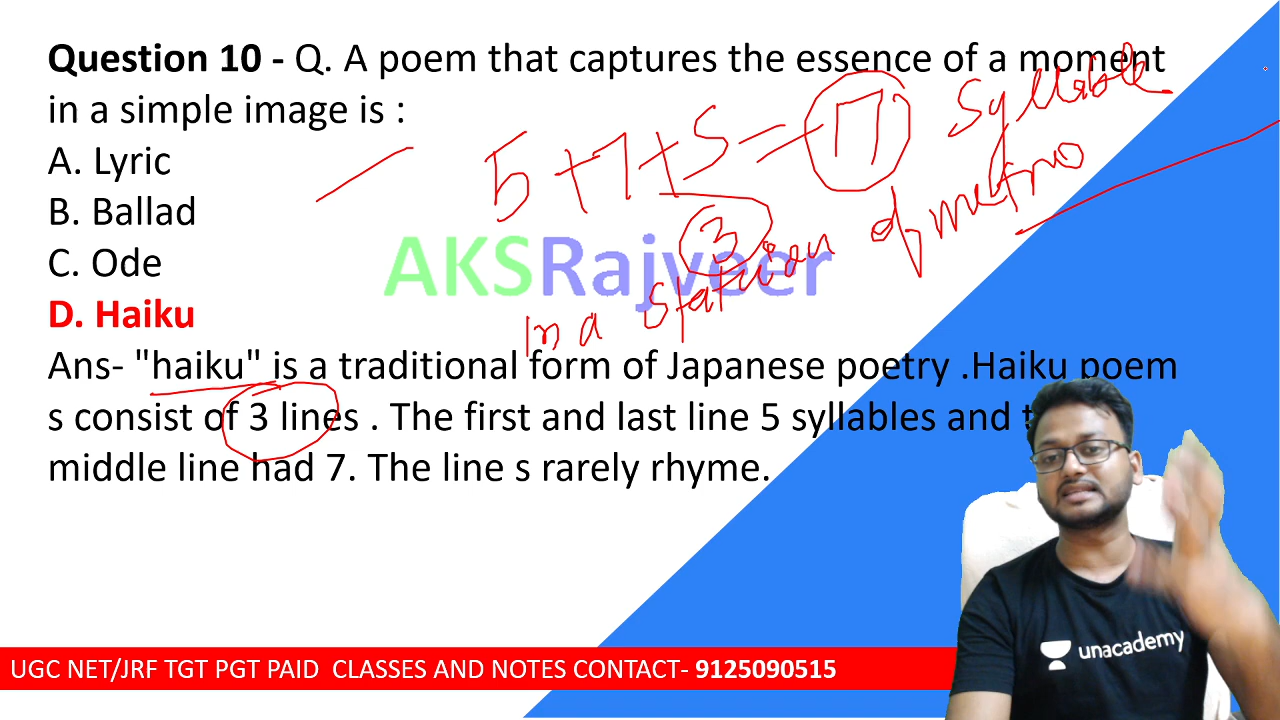 Question 10 - Q. A poem that captures the essence of a moment
in a simple image is :
5+7+5=17 Syllable
A. Lyric
B. Ballad
3
In a Station of metro
C. Ode
AKSRajveer
D. Haiku
Ans- "haiku" is a traditional form of Japanese poetry .Haiku poem
s consist of 3 lines . The first and last line 5 syllables and
middle line had 7. The line s rarely rhyme.
unacademy
UGC NET/JRF TGT PGT PAID CLASSES AND NOTES CONTACT- 9125090515